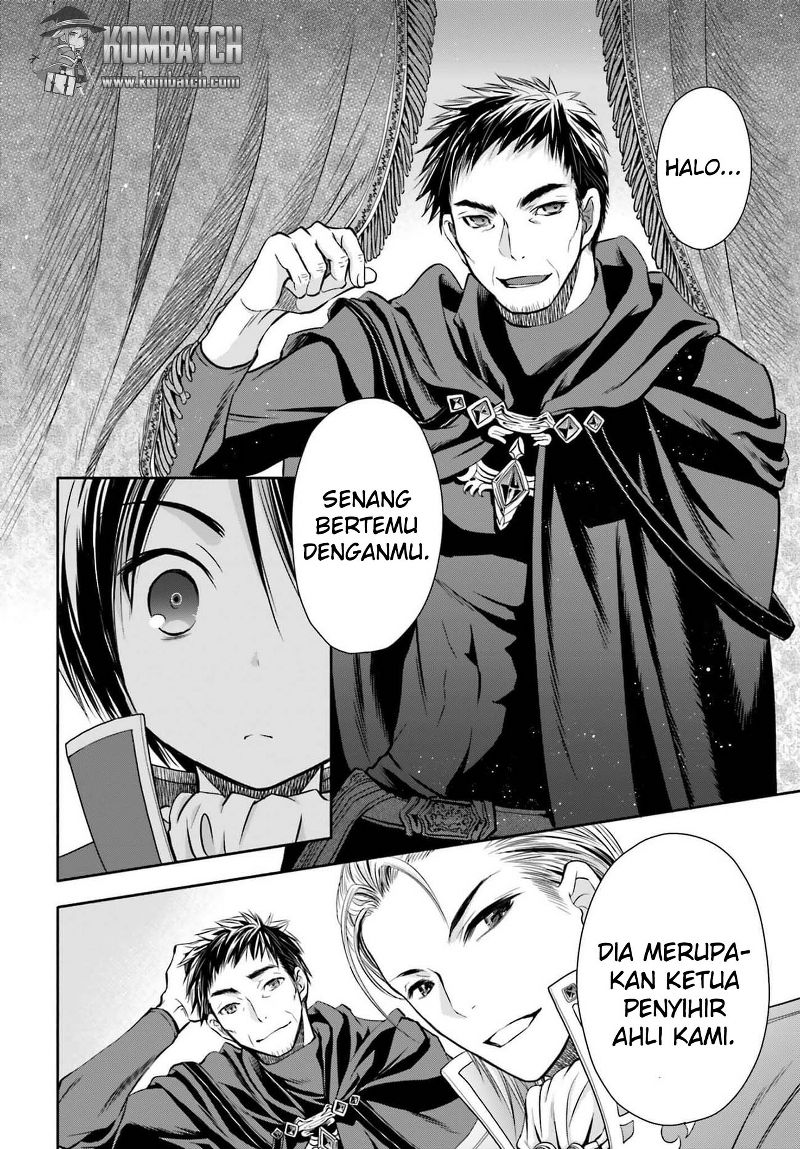 KOMBATCH
www.kombatch.com
HALO...
SENANG
BERTEMU
DENGANMU.
DIA MERUPA-
KAN KETUA
PENYIHIR
AHLI KAMI.